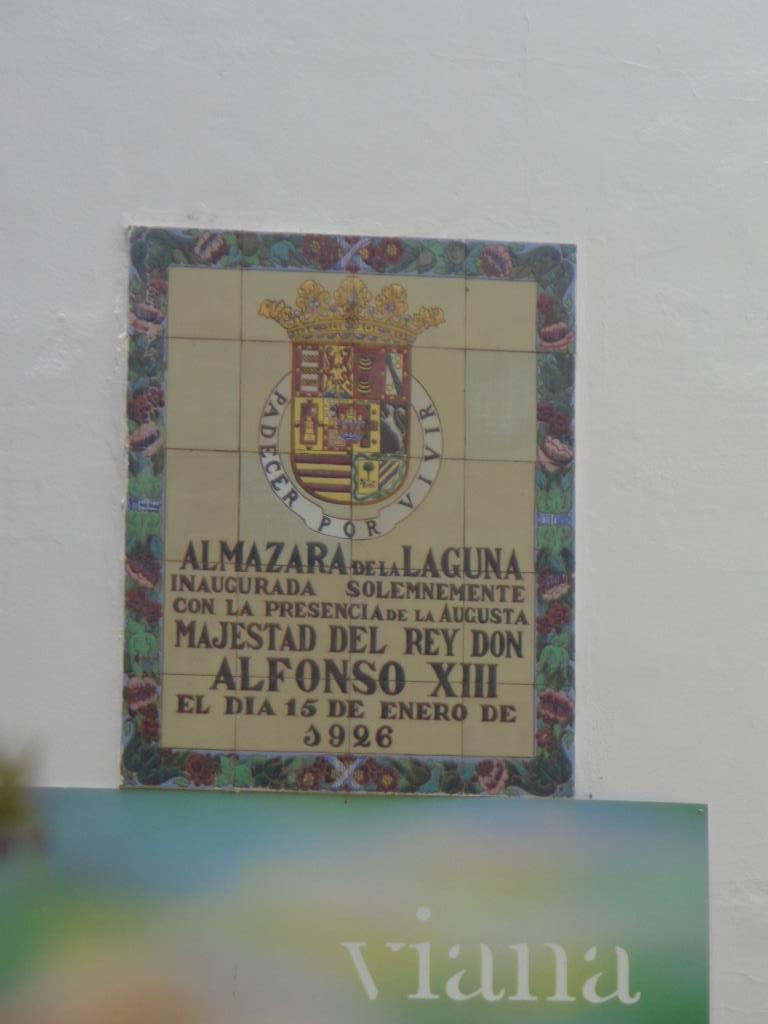 PADECER POR VIVIR
ALMAZARA DE LA LAGUNA
INAUGURADA SOLEMNEMENTE
CON LA PRESENCIA DE LA AUGUSTA
MAJESTAD DEL REY DON
ALFONSO XIII
EL DIA 15 DE ENERO DE
1926
viana